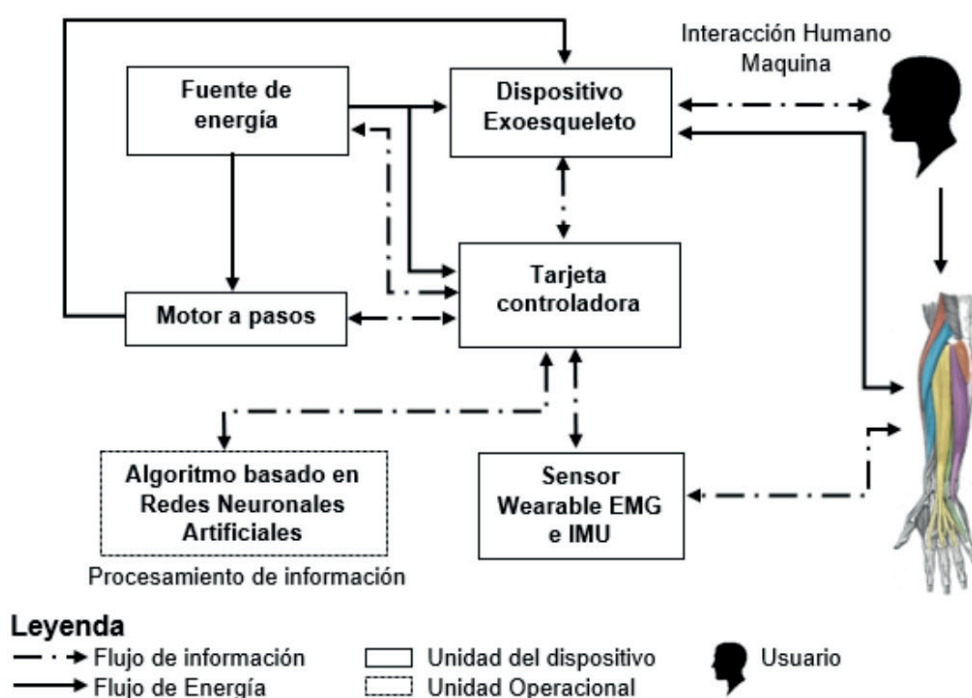 Interacción Humano
Maquina
Fuente de
energía
Dispositivo
Exoesqueleto
Tarjeta
controladora
Motor a pasos
Algoritmo basado en
Redes Neuronales
Artificiales
Sensor
Wearable EMG
e IMU
Procesamiento de información
Leyenda
Flujo de información
Unidad del dispositivo
Usuario
Flujo de Energía
Unidad Operacional